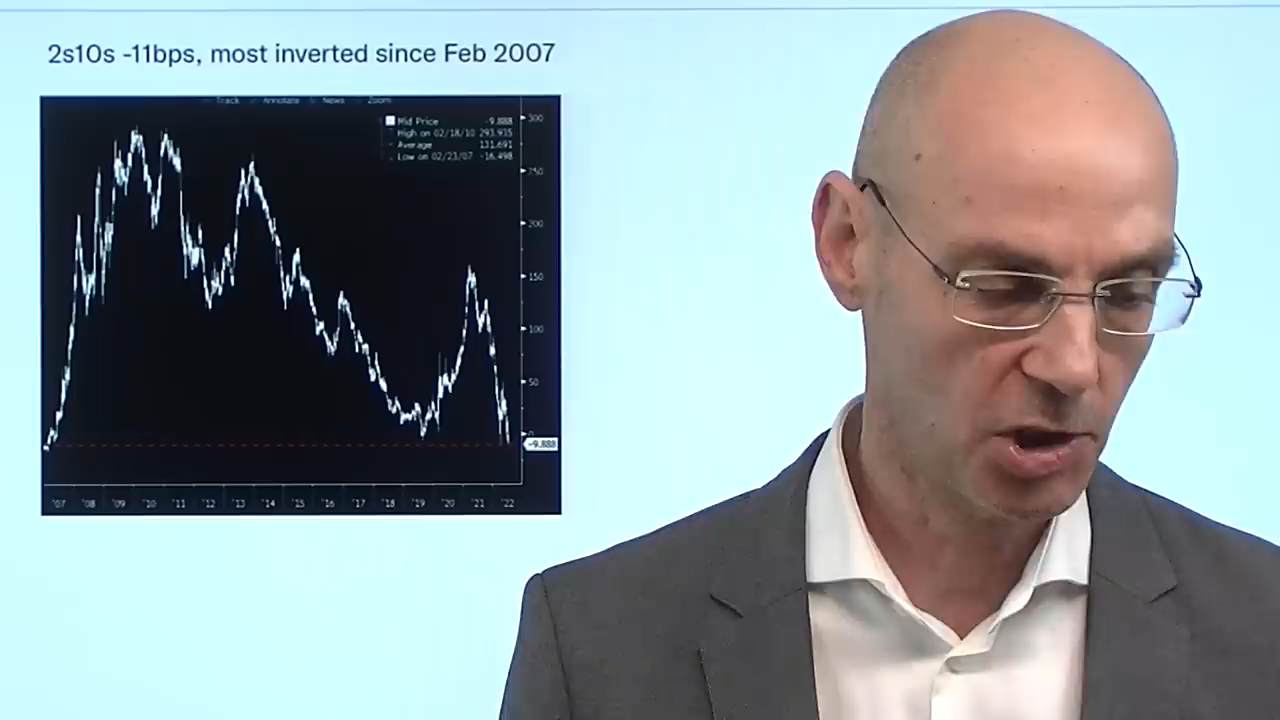 2s10s -11bps, most inverted since Feb 2007
Track Annotate News Zoom
Mid Price -9.888
High on 02/18/10 293.935
Average 131.691
Low on 02/23/07 -16.498
300
250
200
150
100
50
0
-9.888
'07 '08 '09 '10 '11 '12 '13 '14 '15 '16 '17 '18 '19 '20 '21 '22